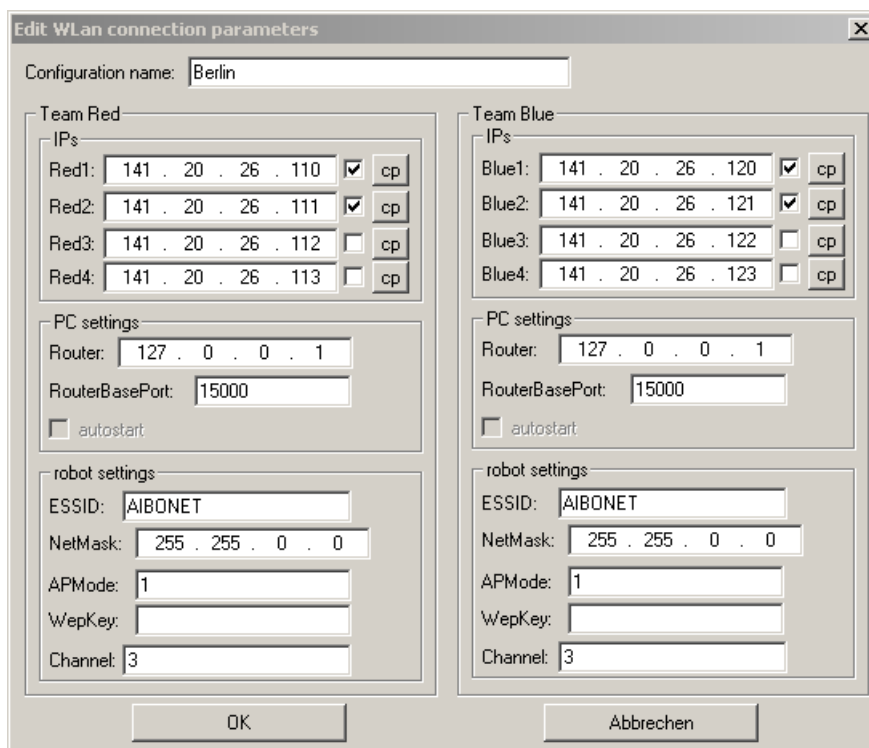 Edit WLan connection parameters
Configuration name: Berlin
Team Red
IPs
Red1: 141 . 20 . 26 . 110 cp
Red2: 141 . 20 . 26 . 111 cp
Red3: 141 . 20 . 26 . 112 cp
Red4: 141 . 20 . 26 . 113 cp
PC settings
Router: 127 . 0 . 0 . 1
RouterBasePort: 15000
autostart
robot settings
ESSID: AIBONET
NetMask: 255 . 255 . 0 . 0
APMode: 1
WepKey:
Channel: 3
Team Blue
IPs
Blue1: 141 . 20 . 26 . 120 cp
Blue2: 141 . 20 . 26 . 121 cp
Blue3: 141 . 20 . 26 . 122 cp
Blue4: 141 . 20 . 26 . 123 cp
PC settings
Router: 127 . 0 . 0 . 1
RouterBasePort: 15000
autostart
robot settings
ESSID: AIBONET
NetMask: 255 . 255 . 0 . 0
APMode: 1
WepKey:
Channel: 3
OK
Abbrechen